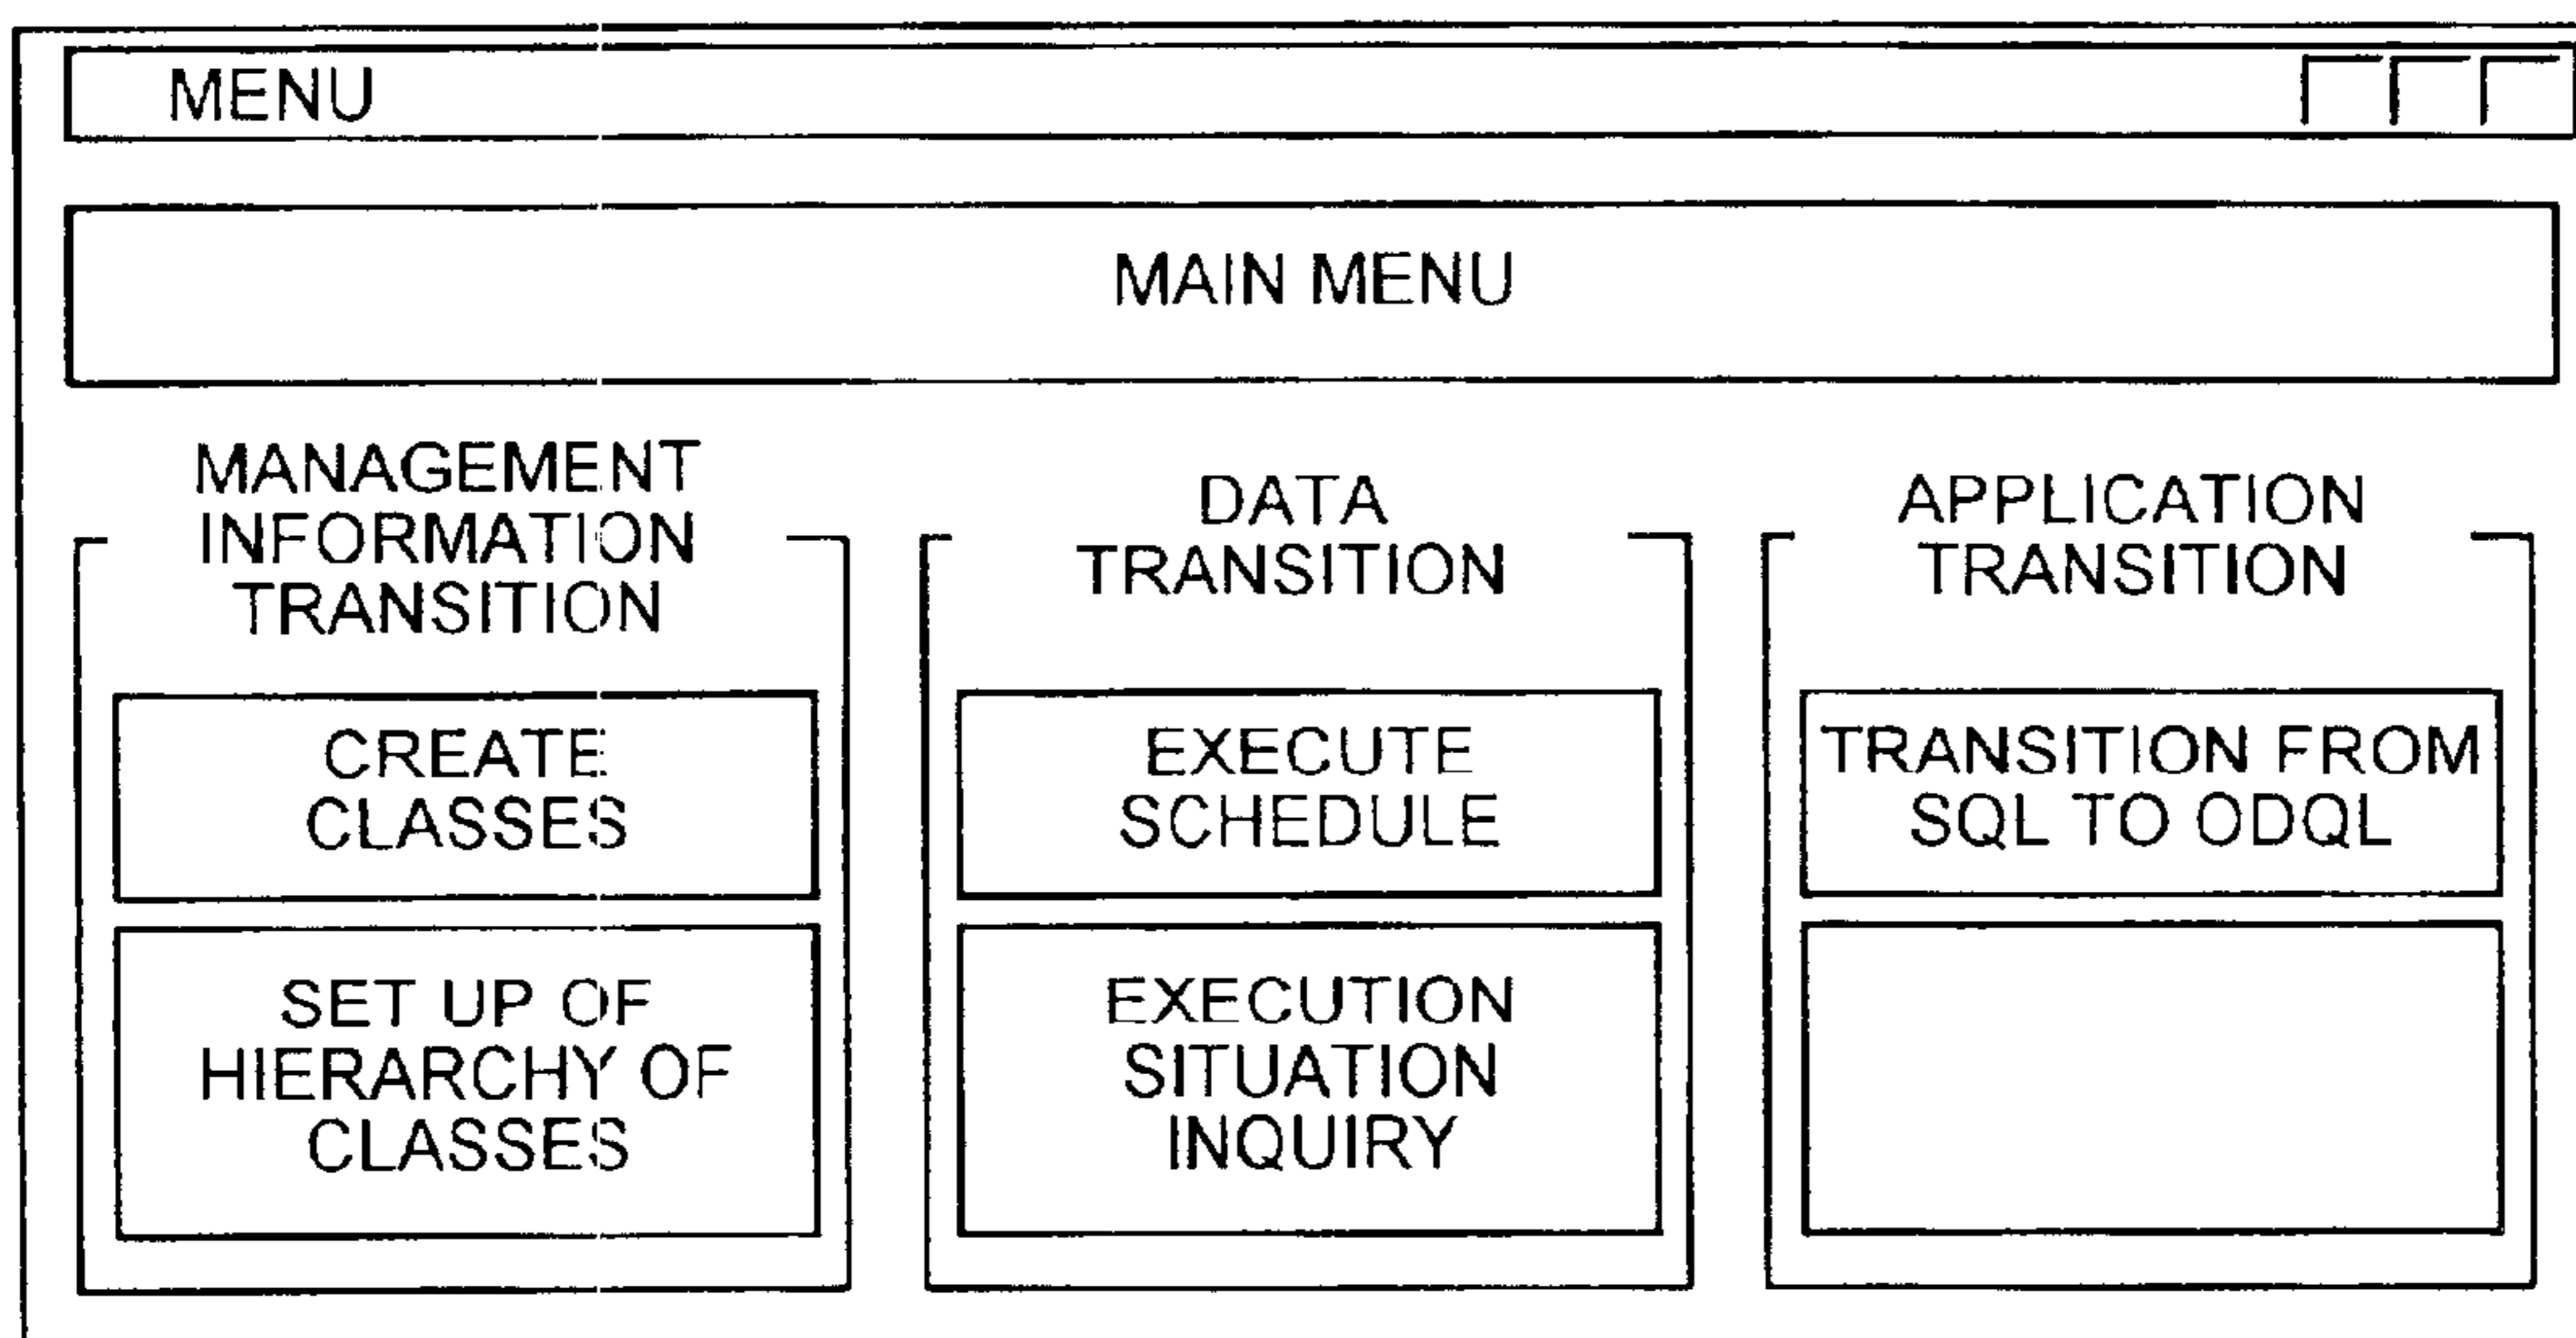 MENU
MAIN MENU
MANAGEMENT
INFORMATION
TRANSITION
CREATE
CLASSES
SET UP OF
HIERARCHY OF
CLASSES
DATA
TRANSITION
EXECUTE
SCHEDULE
EXECUTION
SITUATION
INQUIRY
APPLICATION
TRANSITION
TRANSITION FROM
SQL TO ODQL